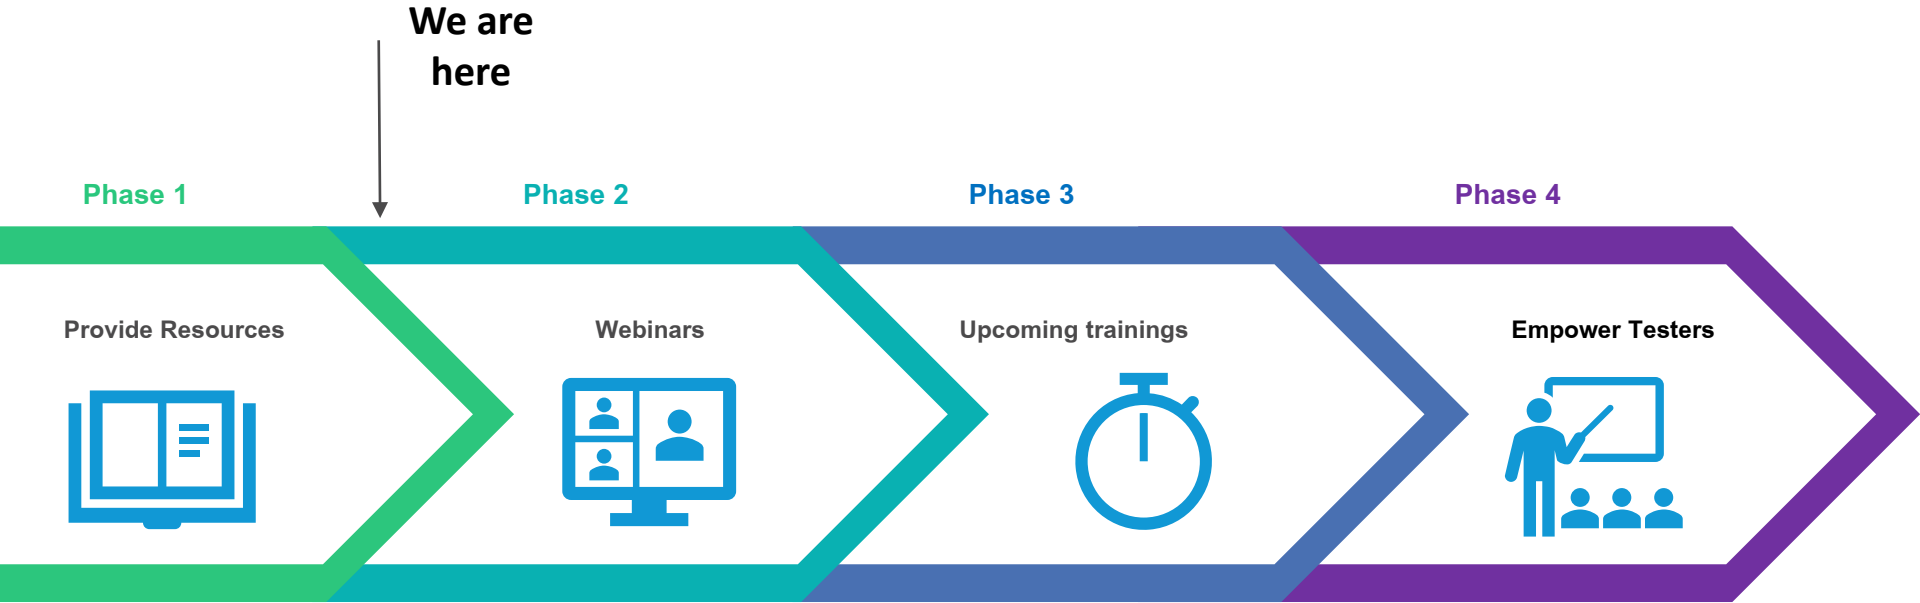 We are
here
Phase 1
Phase 2
Phase 3
Phase 4
Provide Resources
Webinars
Upcoming trainings
Empower Testers